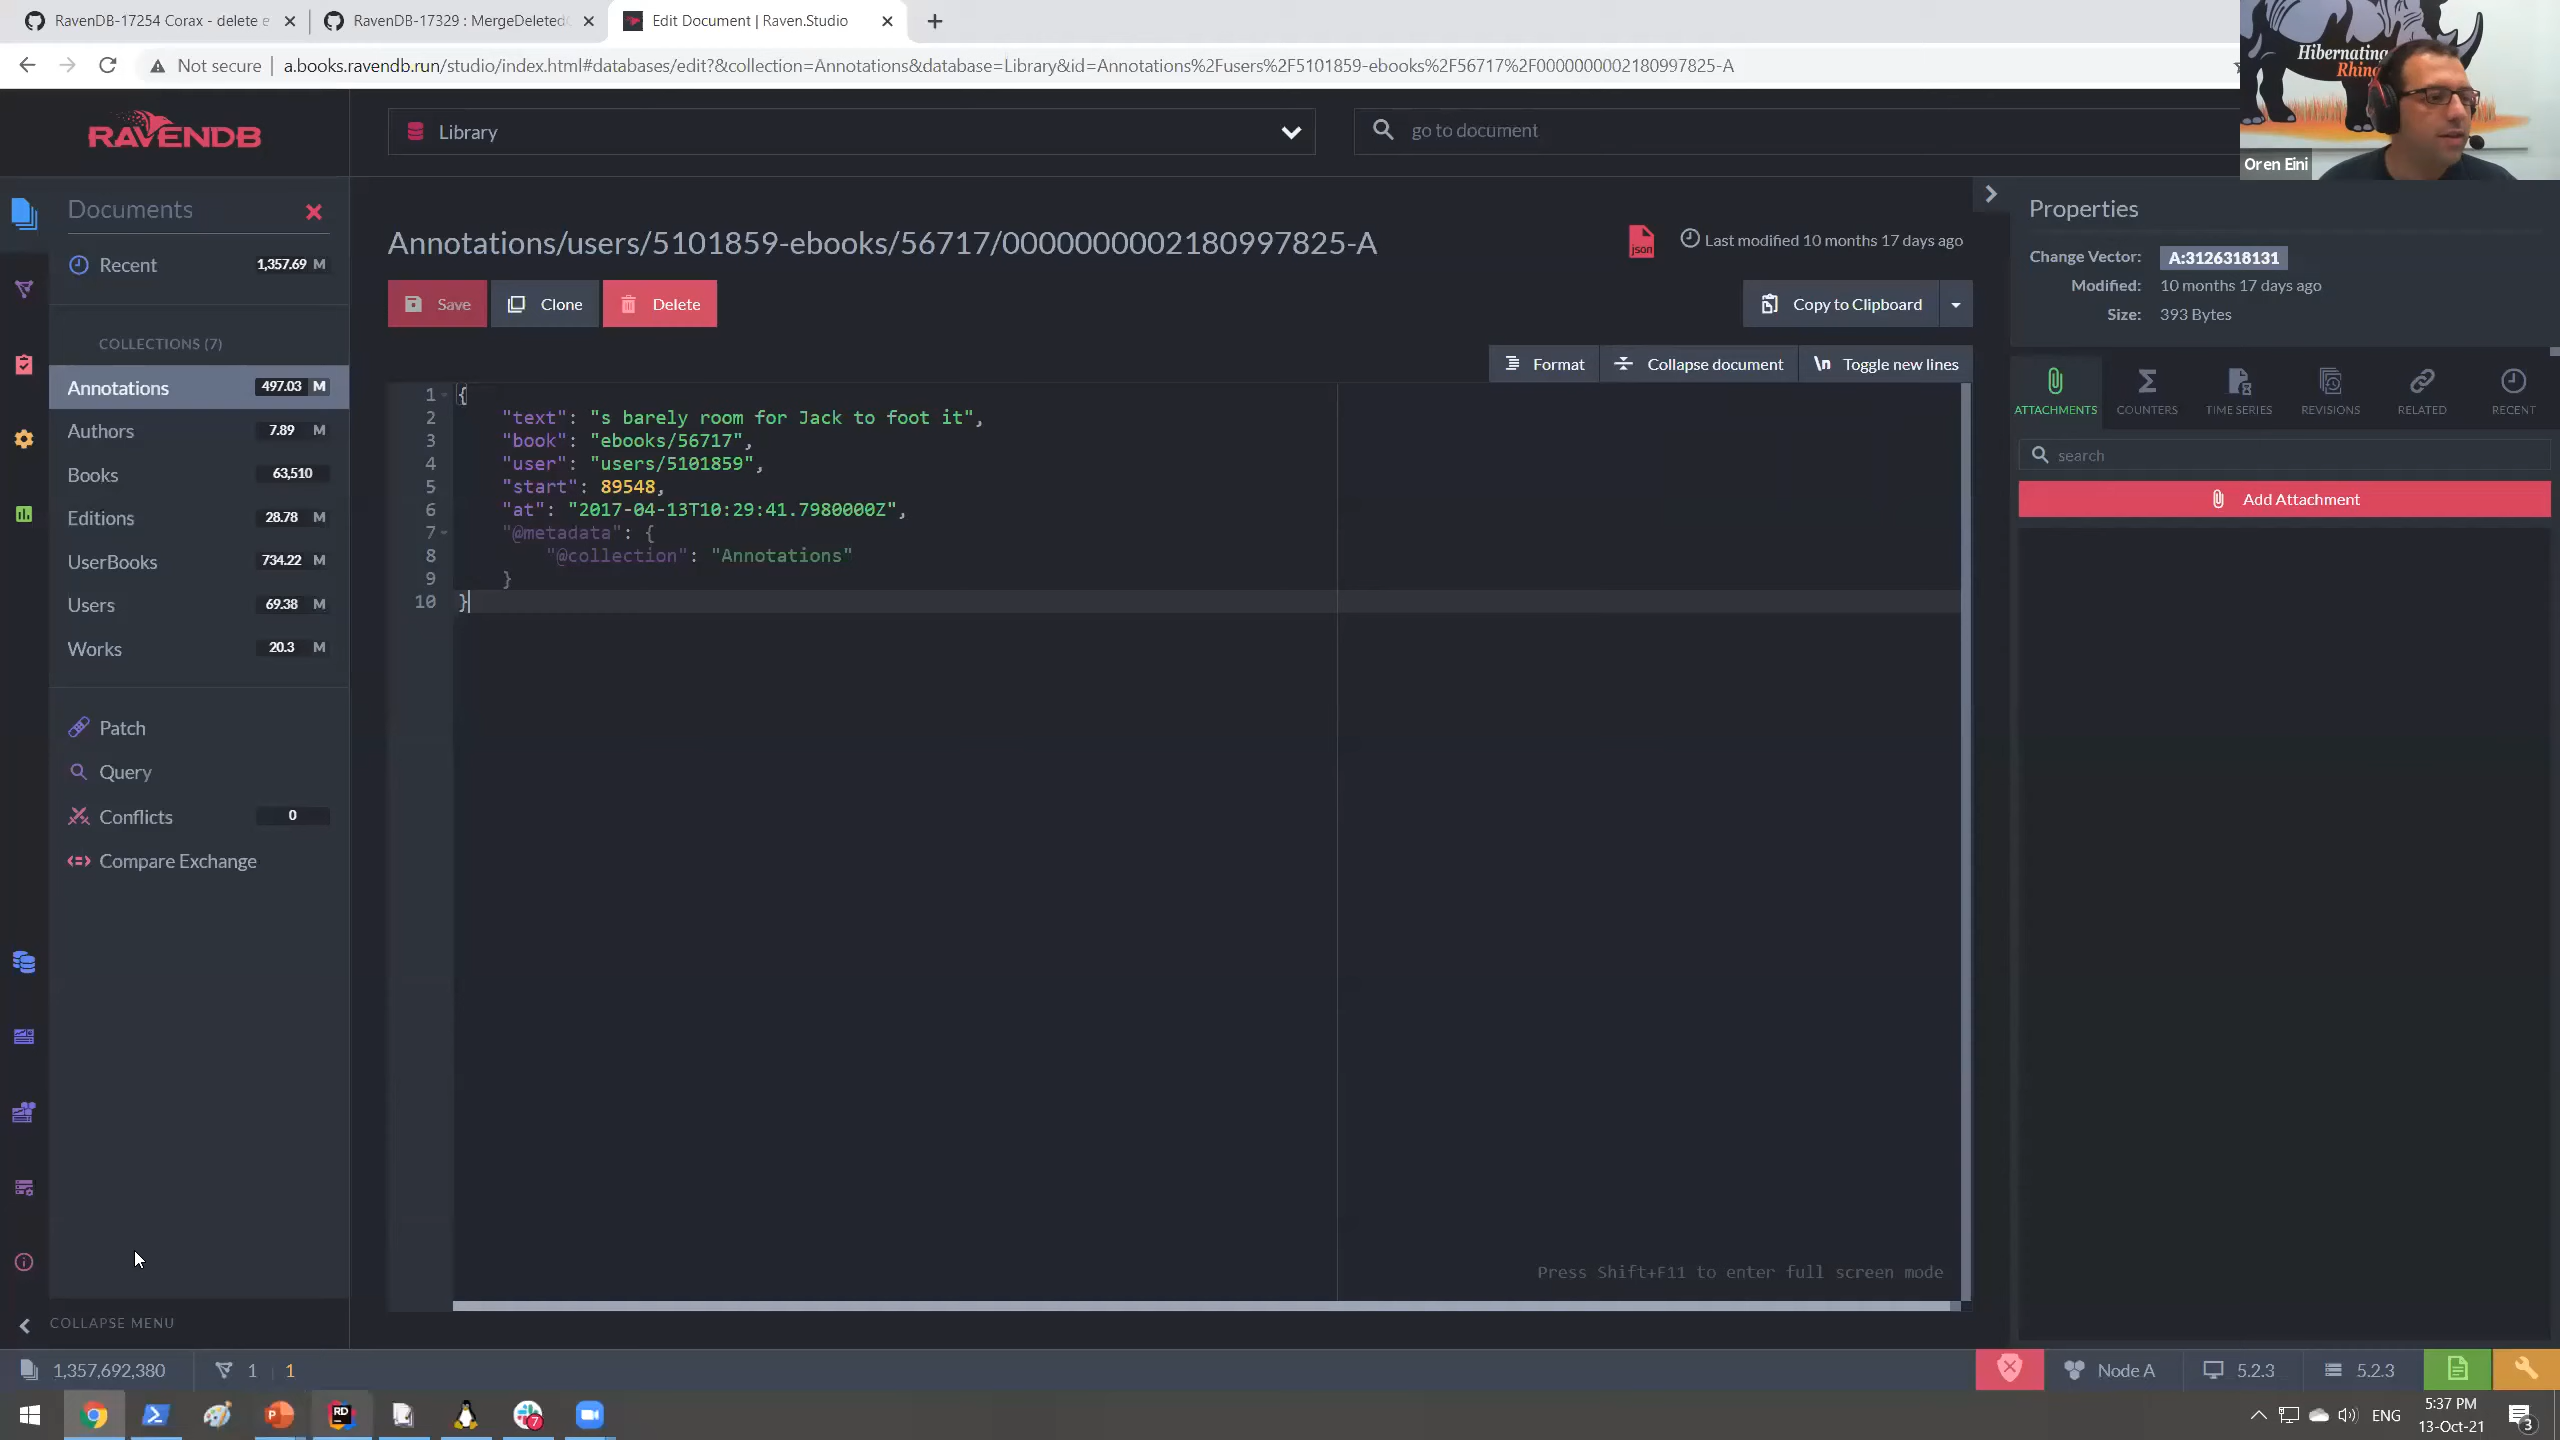 RavenDB-17254 Corax - delete e
RavenDB-17329 : MergeDeleted
Edit Document | Raven.Studio
Not secure
a.books.ravendb.run/studio/index.html#databases/edit?&collection=Annotations&database=Library&id=Annotations%2Fusers%2F5101859-ebooks%2F56717%2F0000000002180997825-A
Hibernating
Rhino
Oren Eini
RAVENDB
Library
go to document
Documents
Recent 1,357.69 M
COLLECTIONS (7)
Annotations 497.03 M
Authors 7.89 M
Books 63,510
Editions 28.78 M
UserBooks 734.22 M
Users 69.38 M
Works 20.3 M
Patch
Query
Conflicts 0
Compare Exchange
COLLAPSE MENU
Annotations/users/5101859-ebooks/56717/0000000002180997825-A
json
Last modified 10 months 17 days ago
Save
Clone
Delete
Copy to Clipboard
Format
Collapse document
\n Toggle new lines
1 {
2 "text": "s barely room for Jack to foot it",
3 "book": "ebooks/56717",
4 "user": "users/5101859",
5 "start": 89548,
6 "at": "2017-04-13T10:29:41.7980000Z",
7 "@metadata": {
8 "@collection": "Annotations"
9 }
10 }
Press Shift+F11 to enter full screen mode
Properties
Change Vector: A:3126318131
Modified: 10 months 17 days ago
Size: 393 Bytes
ATTACHMENTS
COUNTERS
TIME SERIES
REVISIONS
RELATED
RECENT
search
Add Attachment
1,357,692,380
1
1
Node A
5.2.3
5.2.3
RD
7
ENG
5:37 PM
13-Oct-21
3